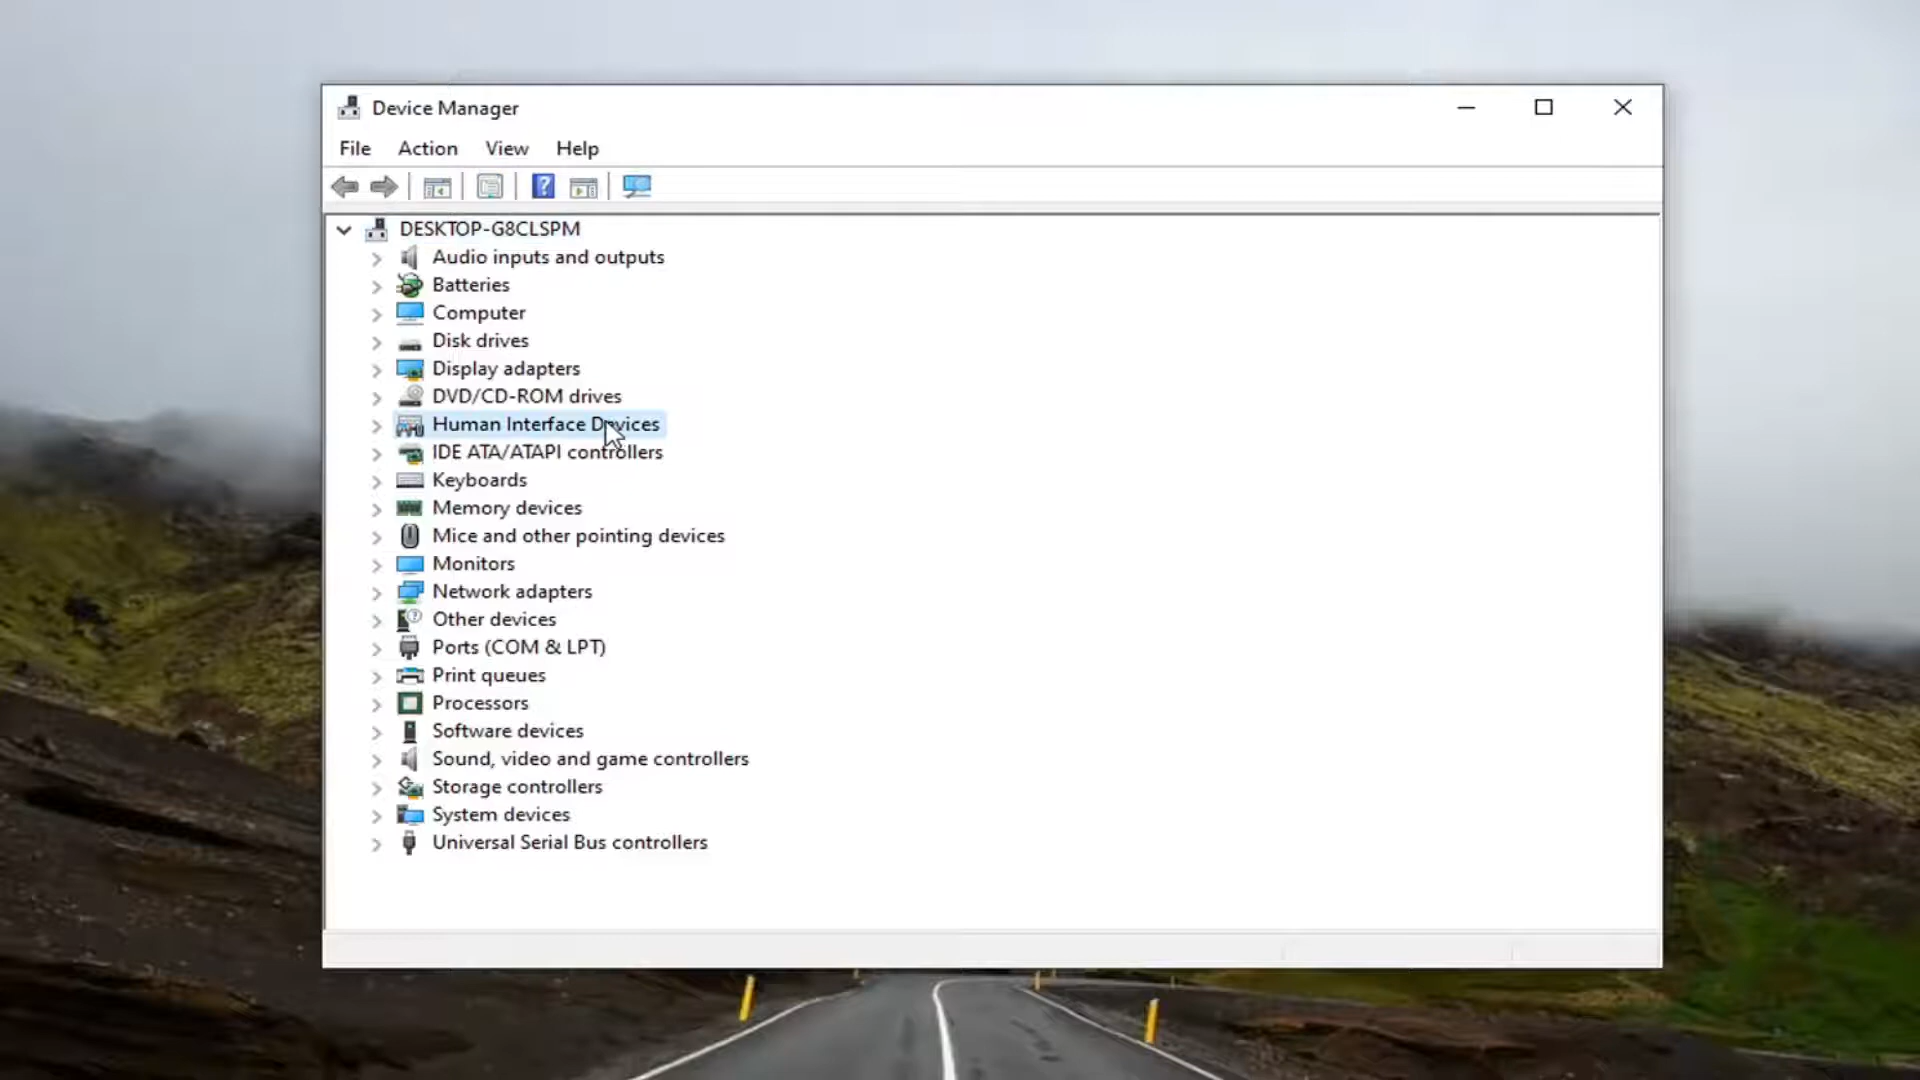 Device Manager
File Action View Help
DESKTOP-G8CLSPM
Audio inputs and outputs
Batteries
Computer
Disk drives
Display adapters
DVD/CD-ROM drives
Human Interface Devices
IDE ATA/ATAPI controllers
Keyboards
Memory devices
Mice and other pointing devices
Monitors
Network adapters
Other devices
Ports (COM & LPT)
Print queues
Processors
Software devices
Sound, video and game controllers
Storage controllers
System devices
Universal Serial Bus controllers